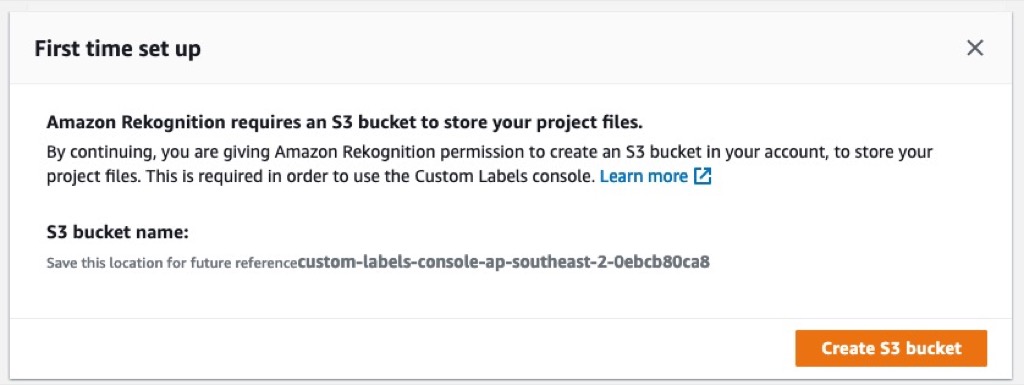 First time set up
Amazon Rekognition requires an S3 bucket to store your project files.
By continuing, you are giving Amazon Rekognition permission to create an S3 bucket in your account, to store your
project files. This is required in order to use the Custom Labels console. Learn more
S3 bucket name:
Save this location for future referencecustom-labels-console-ap-southeast-2-0ebcb80ca8
Create S3 bucket